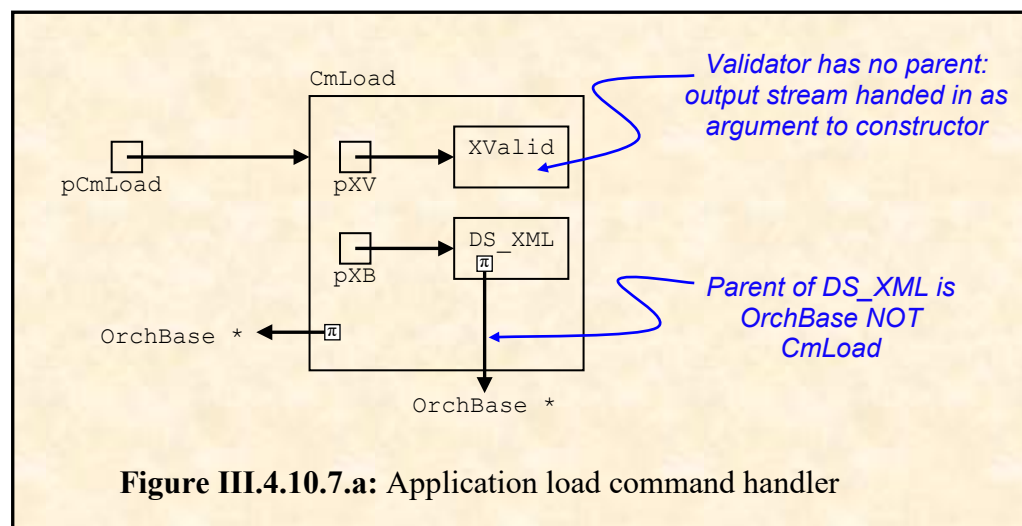 Validator has no parent:
output stream handed in as
argument to constructor
CmLoad
XValid
pCmLoad
pXV
DS_XML
π
pXB
Parent of DS_XML is
OrchBase NOT
CmLoad
OrchBase *
π
OrchBase *
Figure III.4.10.7.a: Application load command handler